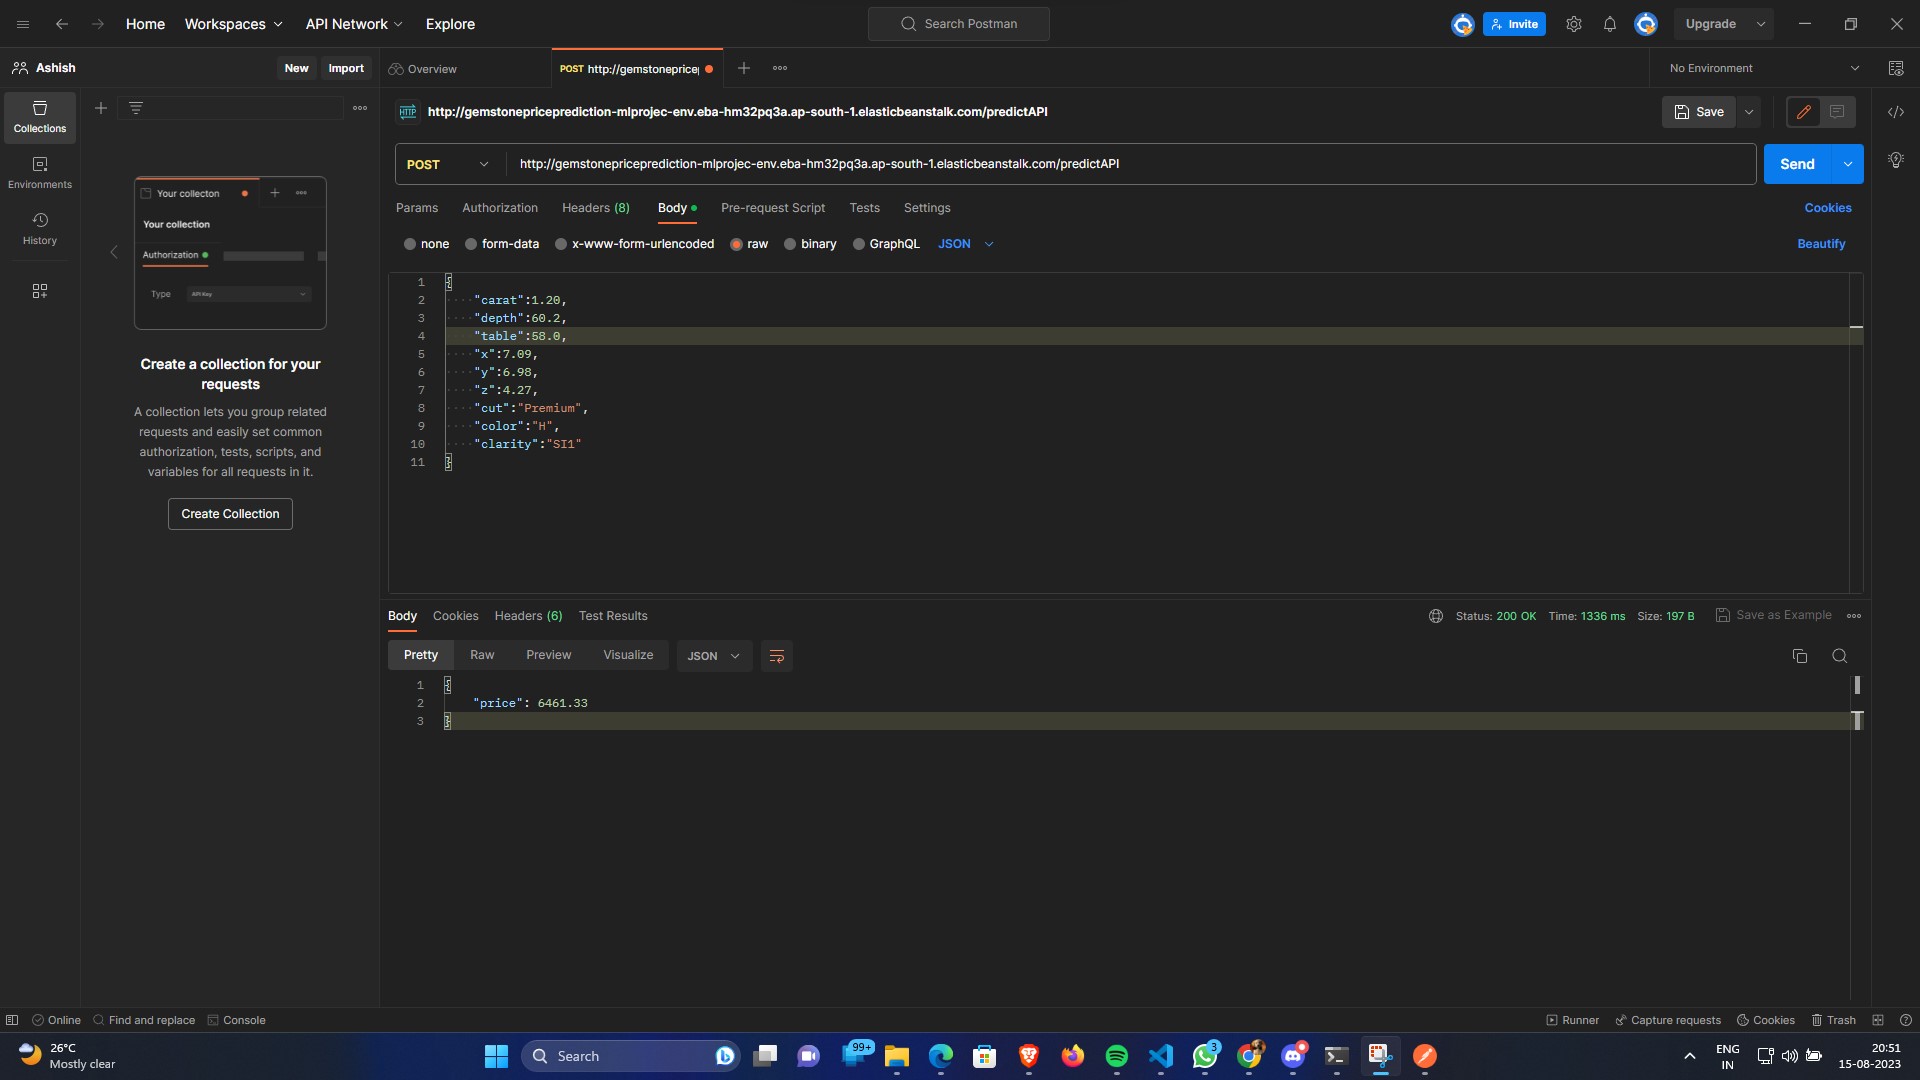 Home Workspaces API Network Explore Search Postman Invite Upgrade
Ashish New Import Overview POST http://gemstoneprice No Environment
Collections
Environments
History
Your collecton
Your collection
Authorization
Type API Key
Create a collection for your
requests
A collection lets you group related
requests and easily set common
authorization, tests, scripts, and
variables for all requests in it.
Create Collection
HTTP http://gemstonepriceprediction-mlprojec-env.eba-hm32pq3a.ap-south-1.elasticbeanstalk.com/predictAPI Save
POST http://gemstonepriceprediction-mlprojec-env.eba-hm32pq3a.ap-south-1.elasticbeanstalk.com/predictAPI Send
Params Authorization Headers (8) Body Pre-request Script Tests Settings Cookies
none form-data x-www-form-urlencoded raw binary GraphQL JSON Beautify
1 {
2 "carat":1.20,
3 "depth":60.2,
4 "table":58.0,
5 "x":7.09,
6 "y":6.98,
7 "z":4.27,
8 "cut":"Premium",
9 "color":"H",
10 "clarity":"SI1"
11 }
Body Cookies Headers (6) Test Results Status: 200 OK Time: 1336 ms Size: 197 B Save as Example
Pretty Raw Preview Visualize JSON
1 {
2 "price": 6461.33
3 }
Online Find and replace Console Runner Capture requests Cookies Trash
26°C
Mostly clear
Search
99+
3
ENG
IN
20:51
15-08-2023